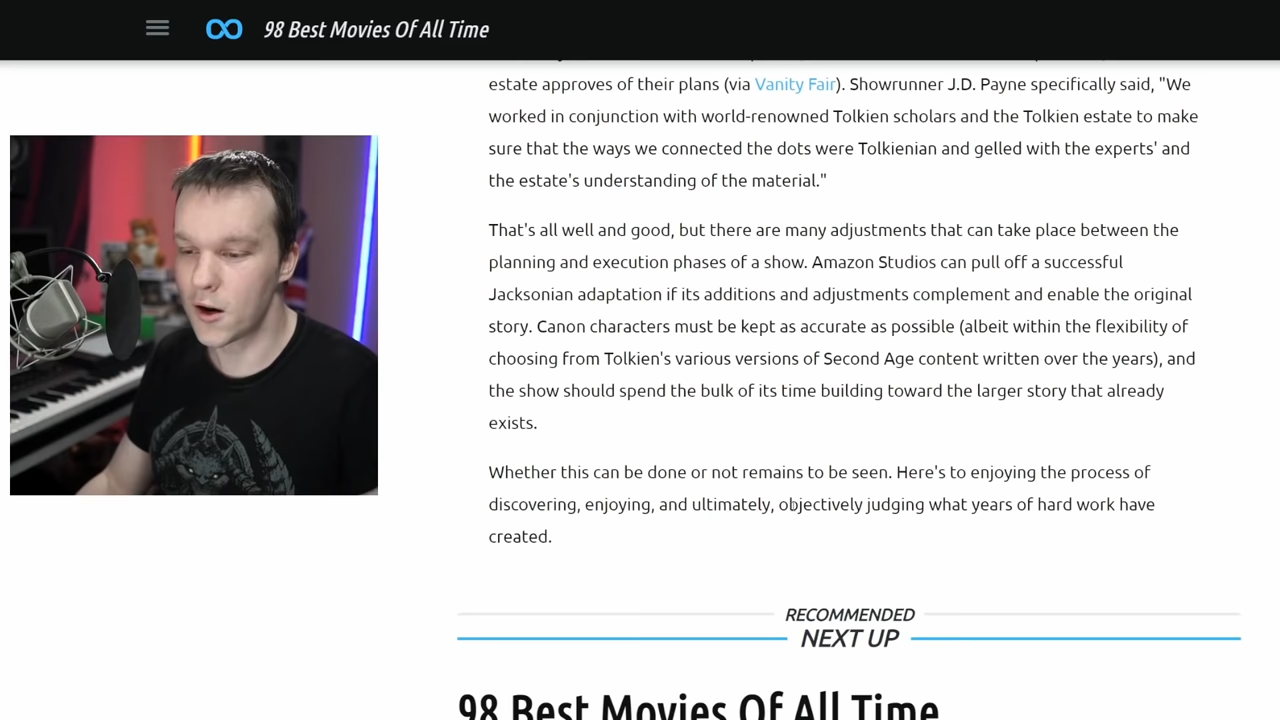 98 Best Movies Of All Time
estate approves of their plans (via Vanity Fair). Showrunner J.D. Payne specifically said, "We
worked in conjunction with world-renowned Tolkien scholars and the Tolkien estate to make
sure that the ways we connected the dots were Tolkienian and gelled with the experts' and
the estate's understanding of the material."
That's all well and good, but there are many adjustments that can take place between the
planning and execution phases of a show. Amazon Studios can pull off a successful
Jacksonian adaptation if its additions and adjustments complement and enable the original
story. Canon characters must be kept as accurate as possible (albeit within the flexibility of
choosing from Tolkien's various versions of Second Age content written over the years), and
the show should spend the bulk of its time building toward the larger story that already
exists.
Whether this can be done or not remains to be seen. Here's to enjoying the process of
discovering, enjoying, and ultimately, objectively judging what years of hard work have
created.
RECOMMENDED
NEXT UP
98 Best Movies Of All Time